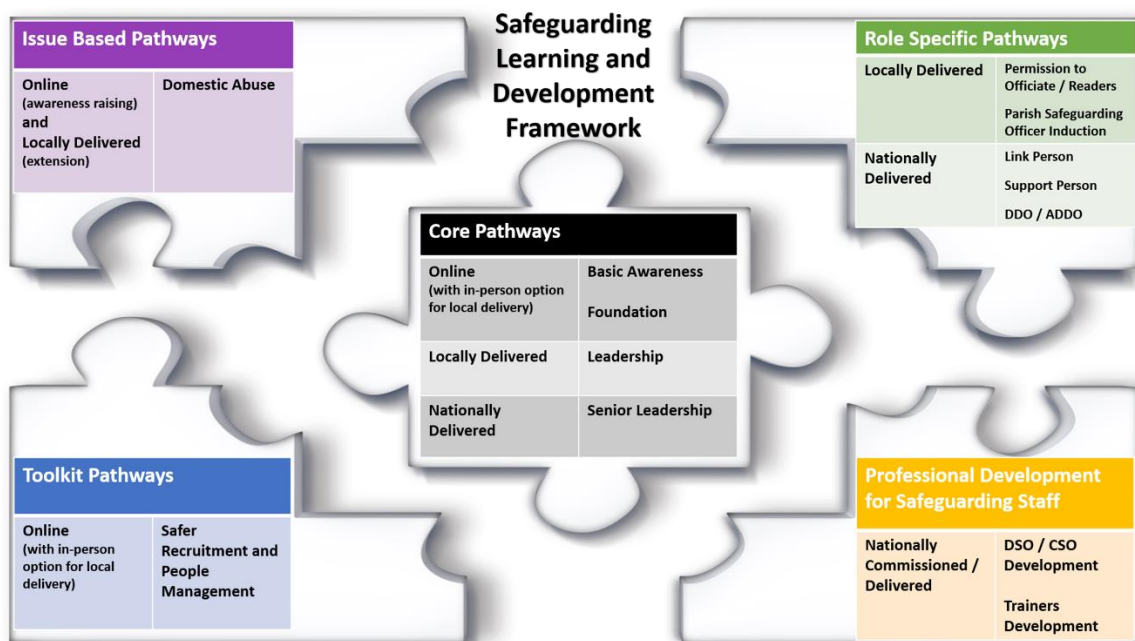 Safeguarding
Learning and
Development
Framework
Issue Based Pathways
Online
(awareness raising)
and
Locally Delivered
(extension)
Domestic Abuse
Role Specific Pathways
Locally Delivered
Permission to
Officiate / Readers
Parish Safeguarding
Officer Induction
Nationally
Delivered
Link Person
Support Person
DDO / ADDO
Core Pathways
Online
(with in-person option
for local delivery)
Basic Awareness
Foundation
Locally Delivered
Leadership
Nationally
Delivered
Senior Leadership
Toolkit Pathways
Online
(with in-person
option for local
delivery)
Safer
Recruitment and
People
Management
Professional Development
for Safeguarding Staff
Nationally
Commissioned /
Delivered
DSO / CSO
Development
Trainers
Development